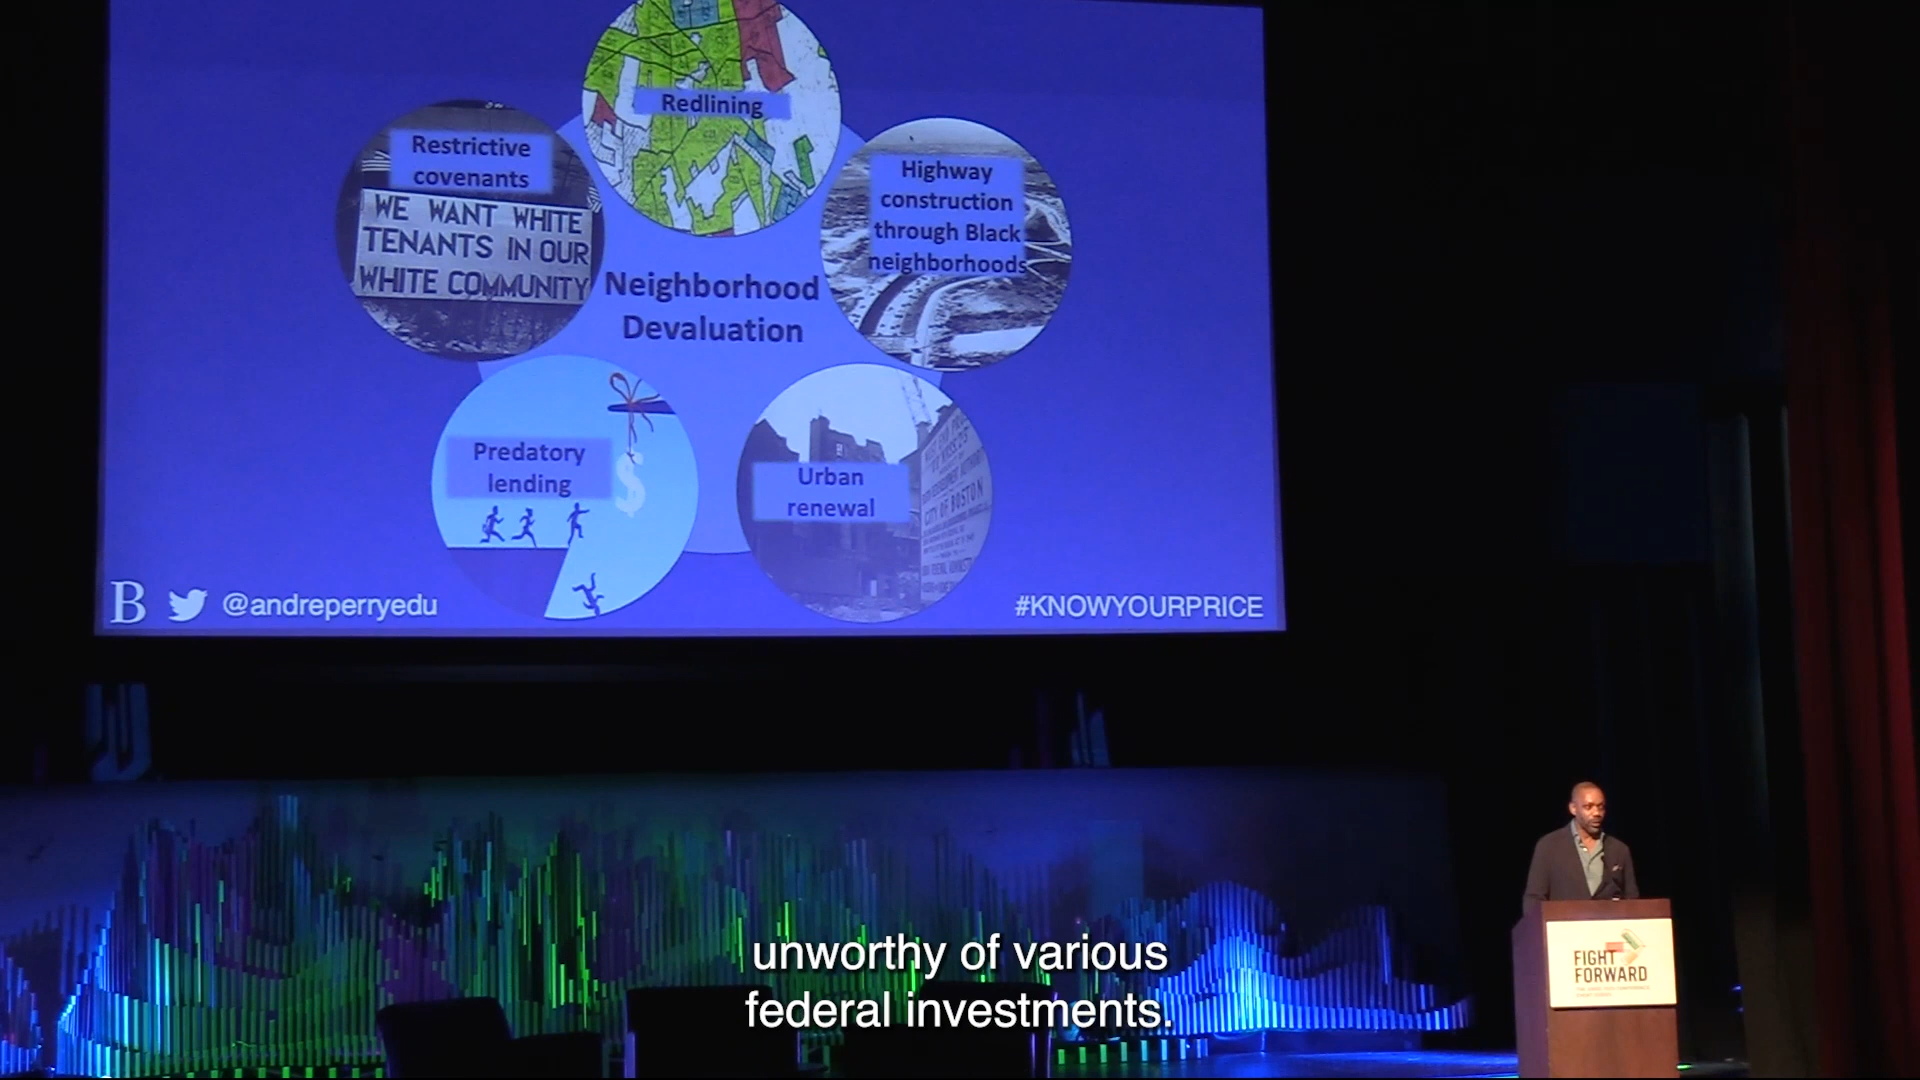 Redlining
Restrictive
covenants
WE WANT WHITE
TENANTS IN OUR
WHITE COMMUNITY
Highway
construction
through Black
neighborhoods
Neighborhood
Devaluation
Predatory
lending
$
Urban
renewal
CITY OF BOSTON
B @andreperryedu
#KNOWYOURPRICE
unworthy of various
federal investments.
FIGHT
FORWARD